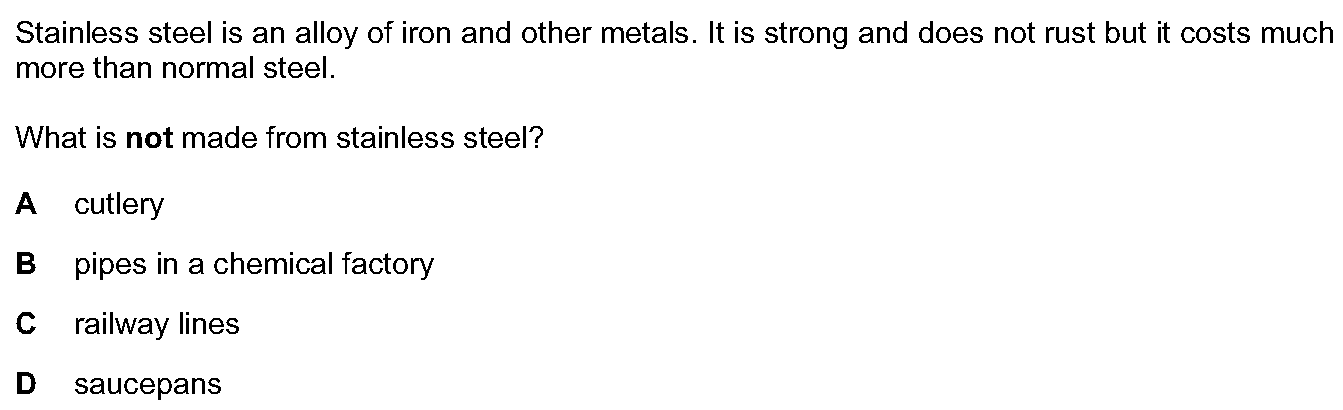 Stainless steel is an alloy of iron and other metals. It is strong and does not rust but it costs much
more than normal steel.
What is not made from stainless steel?
A cutlery
B pipes in a chemical factory
C railway lines
D saucepans